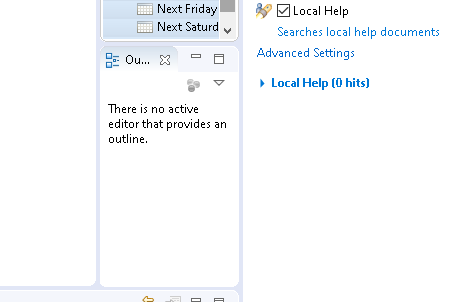 Next Friday
Next Saturd
Local Help
Searches local help documents
Advanced Settings
Local Help (0 hits)
Ou...
There is no active
editor that provides an
outline.